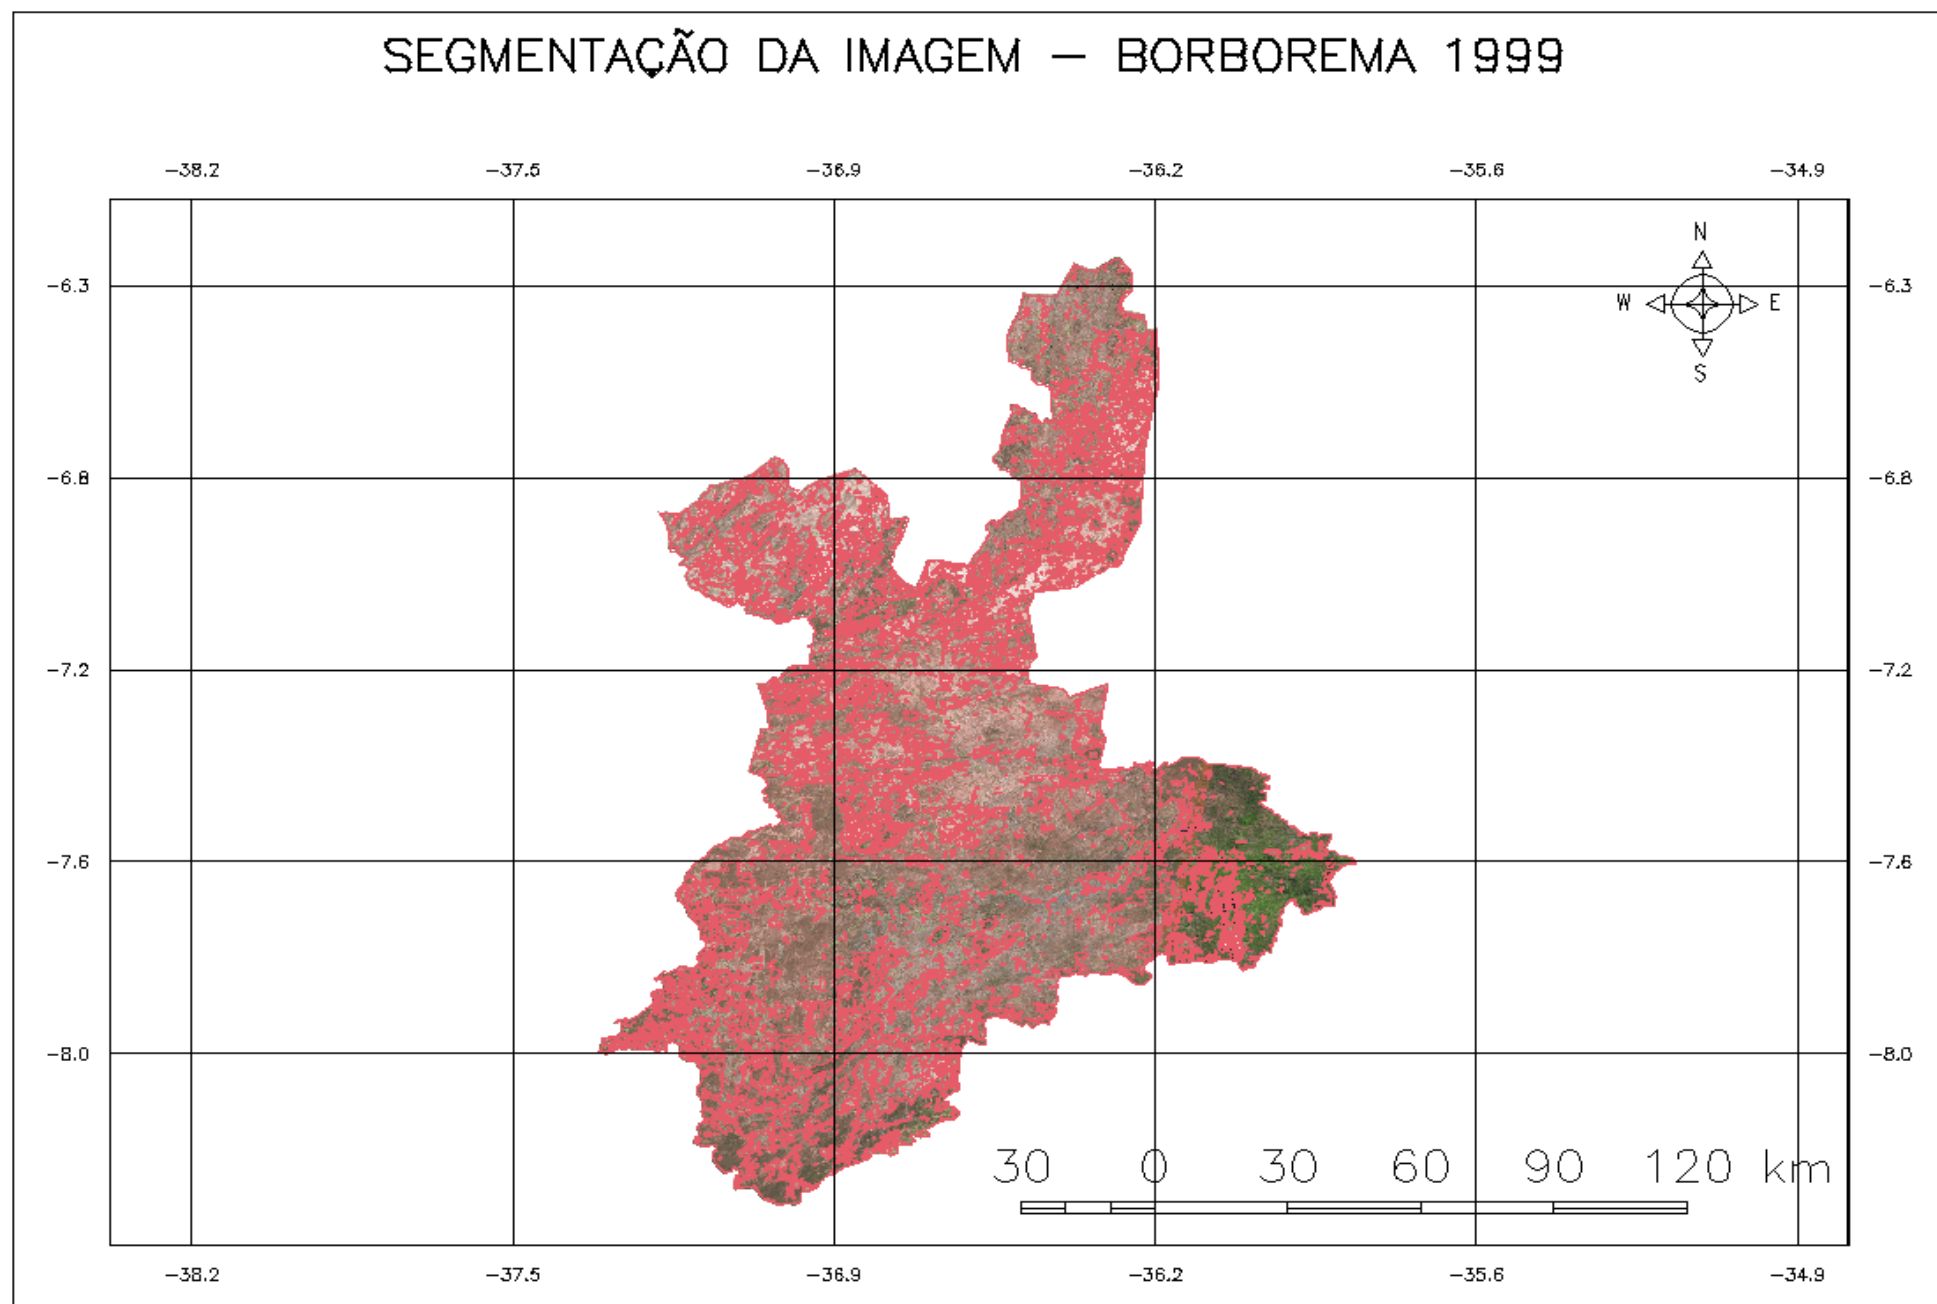 SEGMENTAÇÃO DA IMAGEM – BORBOREMA 1999
-38.2 -37.5 -36.9 -36.2 -35.6 -34.9
N
-6.3 -6.3
W E
S
-6.8 -6.8
-7.2 -7.2
-7.6 -7.6
-8.0 -8.0
30 0 30 60 90 120 km
-38.2 -37.5 -36.9 -36.2 -35.6 -34.9